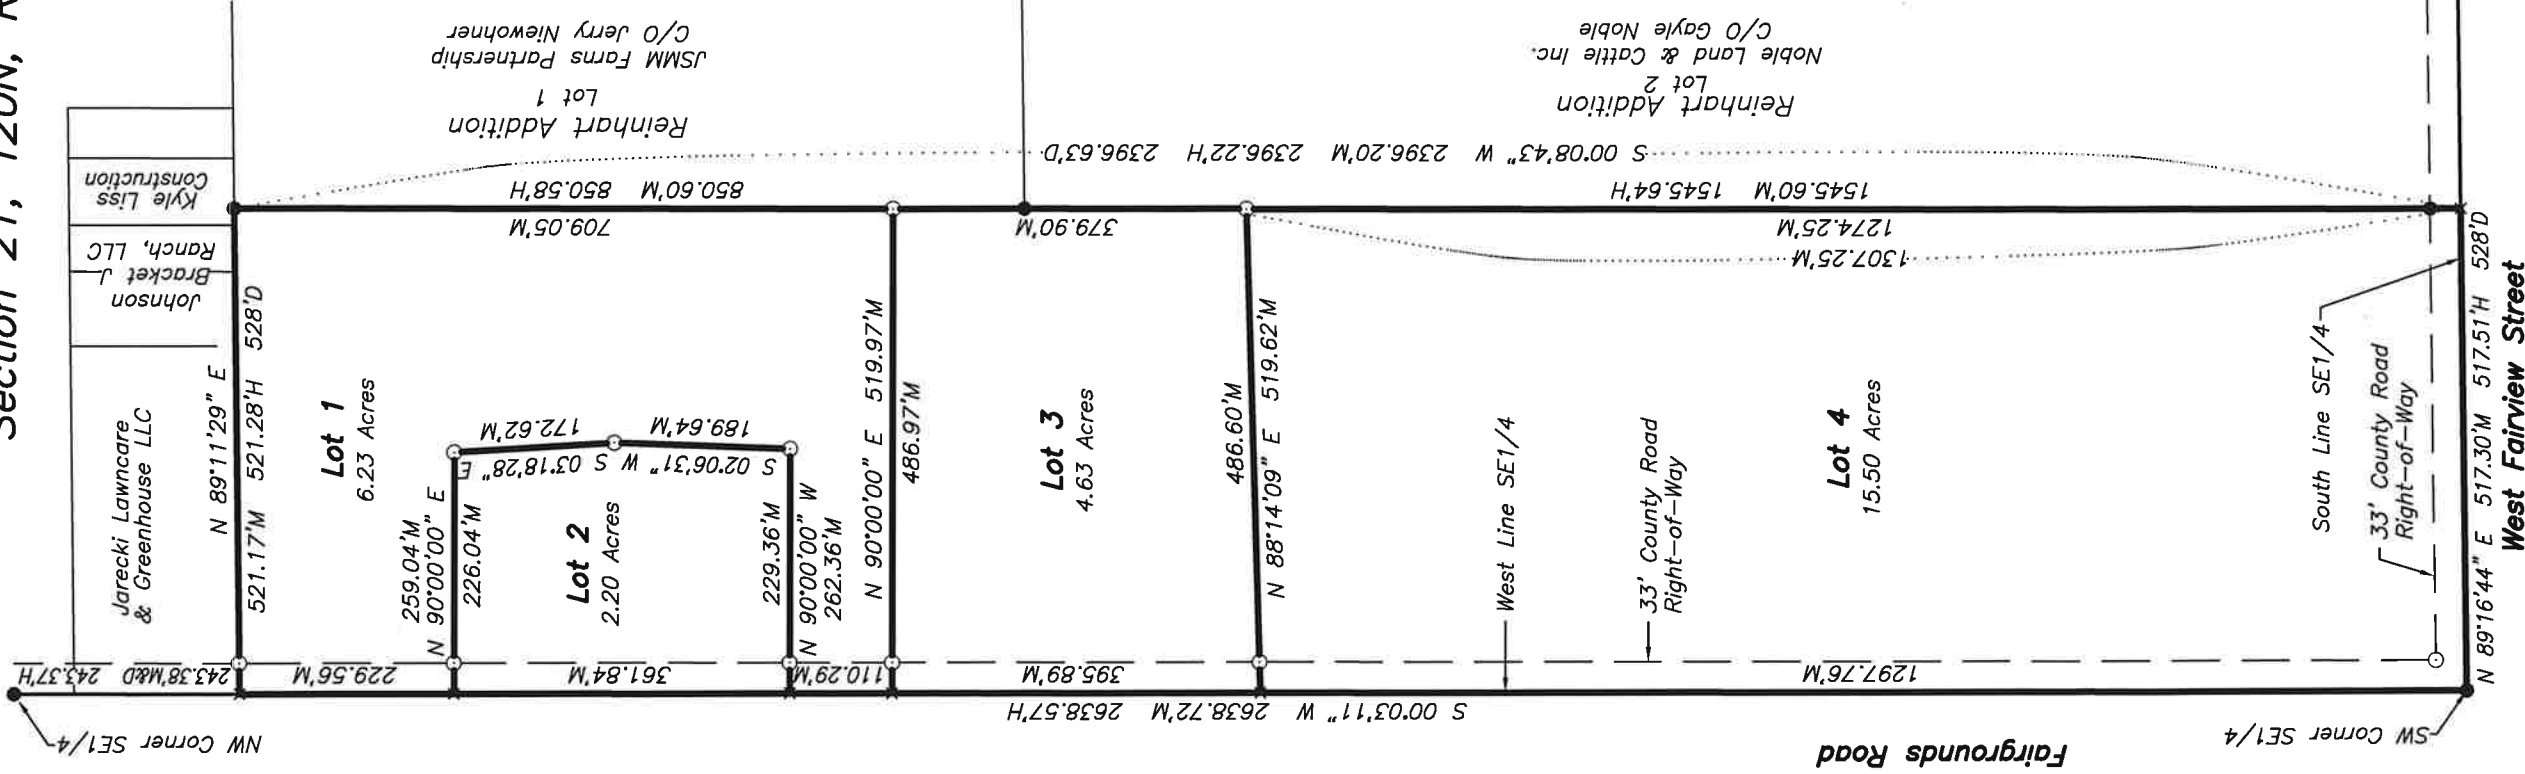 Section 21, T20N, R
Jarecki Lawncare
& Greenhouse LLC
Johnson
Bracket J
Ranch, LLC
Kyle Liss
Construction
N 89°11'29" E
521.17'M 521.28'H 528'D
Lot 1
6.23 Acres
259.04'M
N 90°00'00" E
226.04'M
Lot 2
2.20 Acres
172.62'M
S 03°18'28" E
189.64'M
S 02°06'31" W
229.36'M
N 90°00'00" W
262.36'M
N 90°00'00" E 519.97'M
486.97'M
Lot 3
4.63 Acres
486.60'M
N 88°14'09" E 519.62'M
West Line SE1/4
33' County Road
Right-of-Way
Lot 4
15.50 Acres
South Line SE1/4
33' County Road
Right-of-Way
N 89°16'44" E 517.30'M 517.51'H 528'D
West Fairview Street
NW Corner SE1/4
243.37'H 243.38'M&D
229.56'M
361.84'M
110.29'M
395.89'M
1297.76'M
S 00°03'11" W 2638.72'M 2638.57'H
Fairgrounds Road
SW Corner SE1/4
709.05'M
379.90'M
1274.25'M
1307.25'M
850.60'M 850.58'H
1545.60'M 1545.64'H
S 00°08'43" W 2396.20'M 2396.22'H 2396.63'D
Reinhart Addition
Lot 1
JSMM Farns Partnership
C/O Jerry Niewohner
Reinhart Addition
Lot 2
Noble Land & Cattle Inc.
C/O Gayle Noble